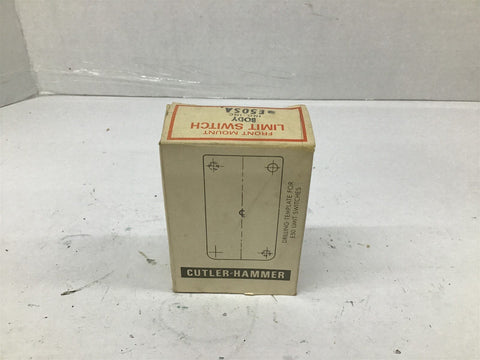 FRONT MOUNT
LIMIT SWITCH
BODY
E50SA
DRILLING TEMPLATE FOR
E50 LIMIT SWITCHES
CUTLER-HAMMER